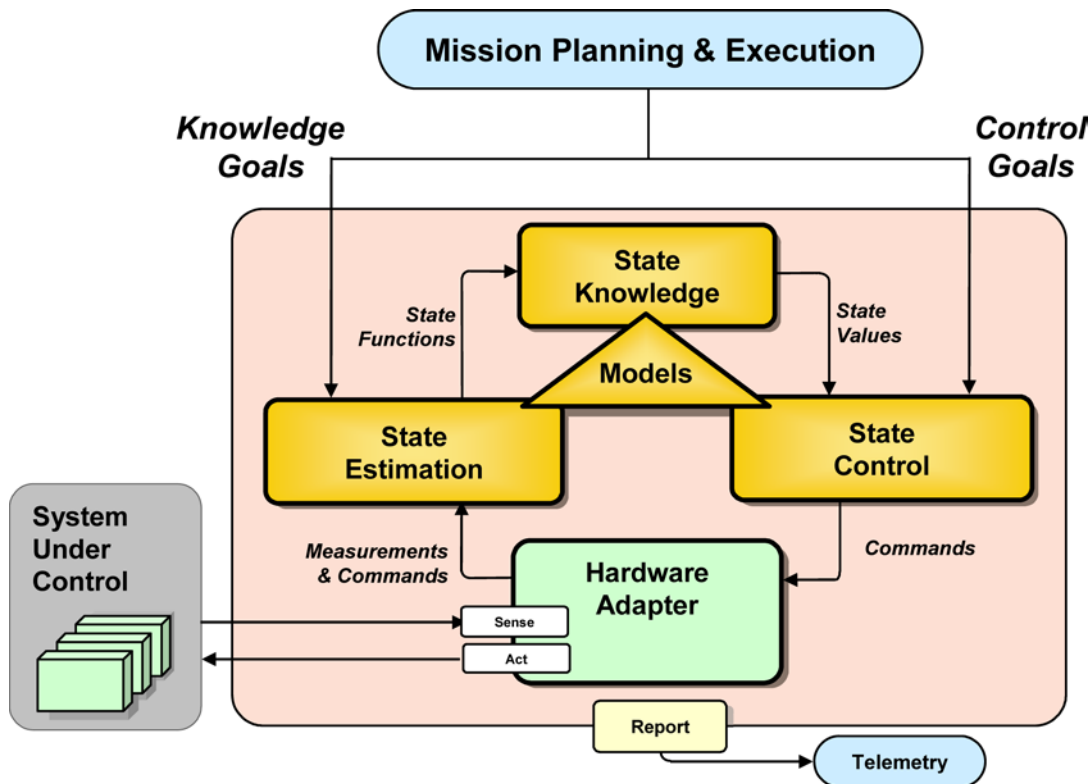 Mission Planning & Execution
Knowledge
Goals
Control
Goals
State
Knowledge
State
Functions
State
Values
Models
State
Estimation
State
Control
System
Under
Control
Measurements
& Commands
Commands
Hardware
Adapter
Sense
Act
Report
Telemetry